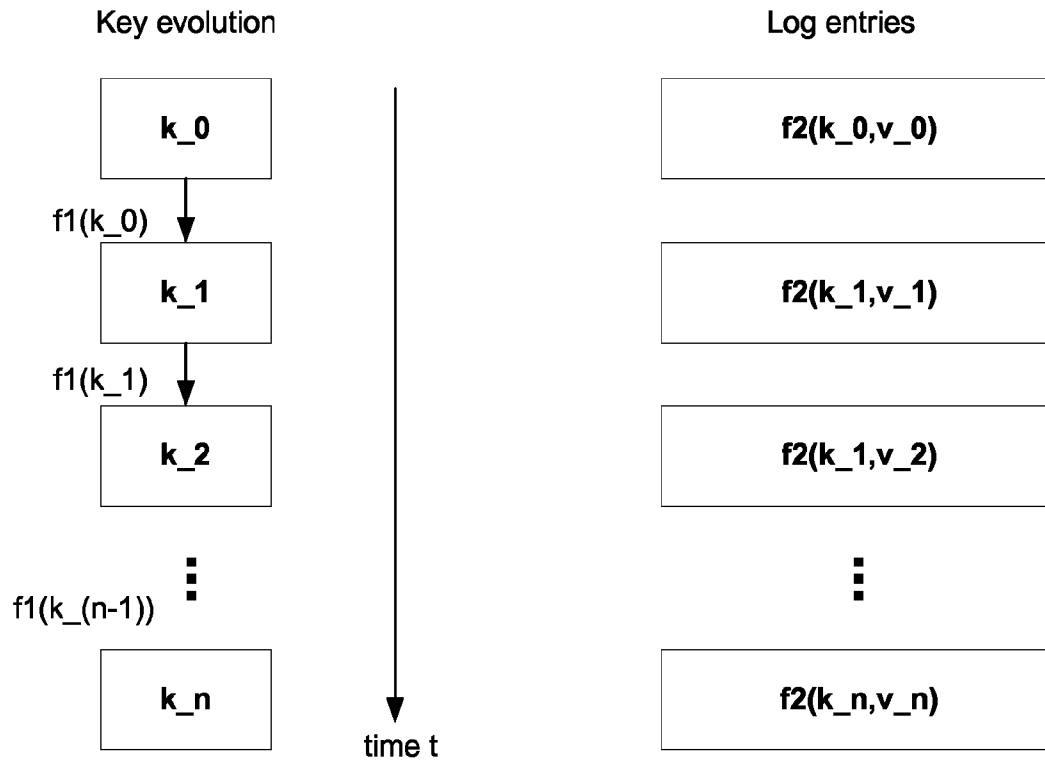 Key evolution
Log entries
k_0
f2(k_0,v_0)
f1(k_0)
k_1
f2(k_1,v_1)
f1(k_1)
k_2
f2(k_1,v_2)
f1(k_(n-1))
k_n
f2(k_n,v_n)
time t